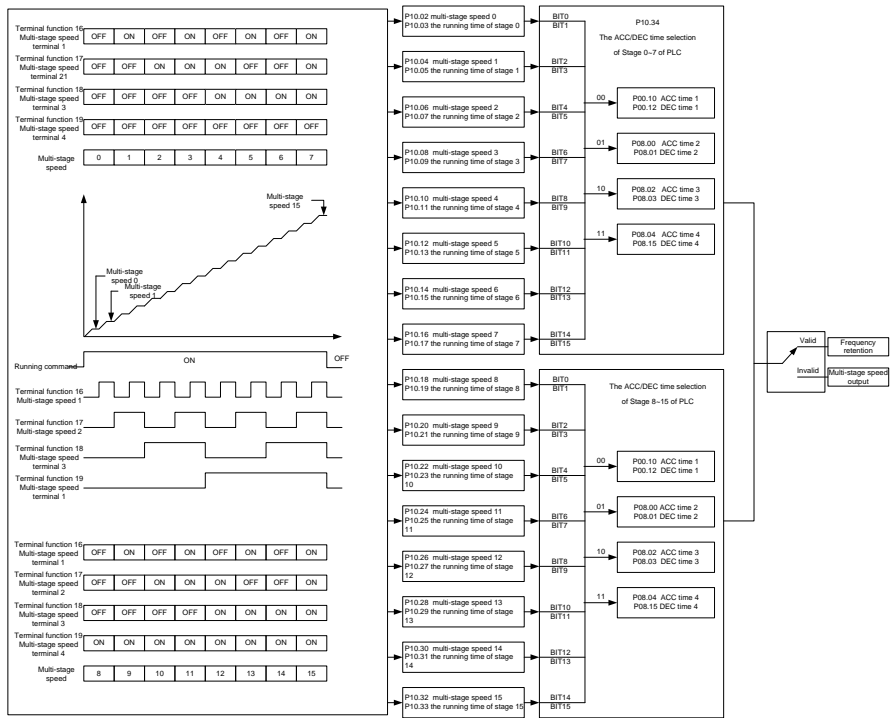 Terminal function 16
Multi-stage speed
terminal 1
OFF ON OFF ON OFF ON OFF ON
Terminal function 17
Multi-stage speed
terminal 21
OFF OFF ON ON OFF OFF ON ON
Terminal function 18
Multi-stage speed
terminal 3
OFF OFF OFF OFF ON ON ON ON
Terminal function 19
Multi-stage speed
terminal 4
OFF OFF OFF OFF OFF OFF OFF OFF
Multi-stage
speed
0 1 2 3 4 5 6 7
Multi-stage
speed 15
Multi-stage
speed 0
Multi-stage
speed 1
Running command
ON
OFF
Terminal function 16
Multi-stage speed 1
Terminal function 17
Multi-stage speed 2
Terminal function 18
Multi-stage speed
terminal 3
Terminal function 19
Multi-stage speed
terminal 1
Terminal function 16
Multi-stage speed
terminal 1
OFF ON OFF ON OFF ON OFF ON
Terminal function 17
Multi-stage speed
terminal 2
OFF OFF ON ON OFF OFF ON ON
Terminal function 18
Multi-stage speed
terminal 3
OFF OFF OFF OFF ON ON ON ON
Terminal function 19
Multi-stage speed
terminal 4
ON ON ON ON ON ON ON ON
Multi-stage
speed
8 9 10 11 12 13 14 15
P10.02 multi-stage speed 0
P10.03 the running time of stage 0
P10.04 multi-stage speed 1
P10.05 the running time of stage 1
P10.06 multi-stage speed 2
P10.07 the running time of stage 2
P10.08 multi-stage speed 3
P10.09 the running time of stage 3
P10.10 multi-stage speed 4
P10.11 the running time of stage 4
P10.12 multi-stage speed 5
P10.13 the running time of stage 5
P10.14 multi-stage speed 6
P10.15 the running time of stage 6
P10.16 multi-stage speed 7
P10.17 the running time of stage 7
P10.18 multi-stage speed 8
P10.19 the running time of stage 8
P10.20 multi-stage speed 9
P10.21 the running time of stage 9
P10.22 multi-stage speed 10
P10.23 the running time of stage
10
P10.24 multi-stage speed 11
P10.25 the running time of stage
11
P10.26 multi-stage speed 12
P10.27 the running time of stage
12
P10.28 multi-stage speed 13
P10.29 the running time of stage
13
P10.30 multi-stage speed 14
P10.31 the running time of stage
14
P10.32 multi-stage speed 15
P10.33 the running time of stage 15
BIT0
BIT1
BIT2
BIT3
BIT4
BIT5
BIT6
BIT7
BIT8
BIT9
BIT10
BIT11
BIT12
BIT13
BIT14
BIT15
P10.34
The ACC/DEC time selection
of Stage 0~7 of PLC
00
P00.10 ACC time 1
P00.12 DEC time 1
01
P08.00 ACC time 2
P08.01 DEC time 2
10
P08.02 ACC time 3
P08.03 DEC time 3
11
P08.04 ACC time 4
P08.15 DEC time 4
BIT0
BIT1
BIT2
BIT3
BIT4
BIT5
BIT6
BIT7
BIT8
BIT9
BIT10
BIT11
BIT12
BIT13
BIT14
BIT15
The ACC/DEC time selection
of Stage 8~15 of PLC
00
P00.10 ACC time 1
P00.12 DEC time 1
01
P08.00 ACC time 2
P08.01 DEC time 2
10
P08.02 ACC time 3
P08.03 DEC time 3
11
P08.04 ACC time 4
P08.15 DEC time 4
Valid
Frequency
retention
Invalid
Multi-stage speed
output